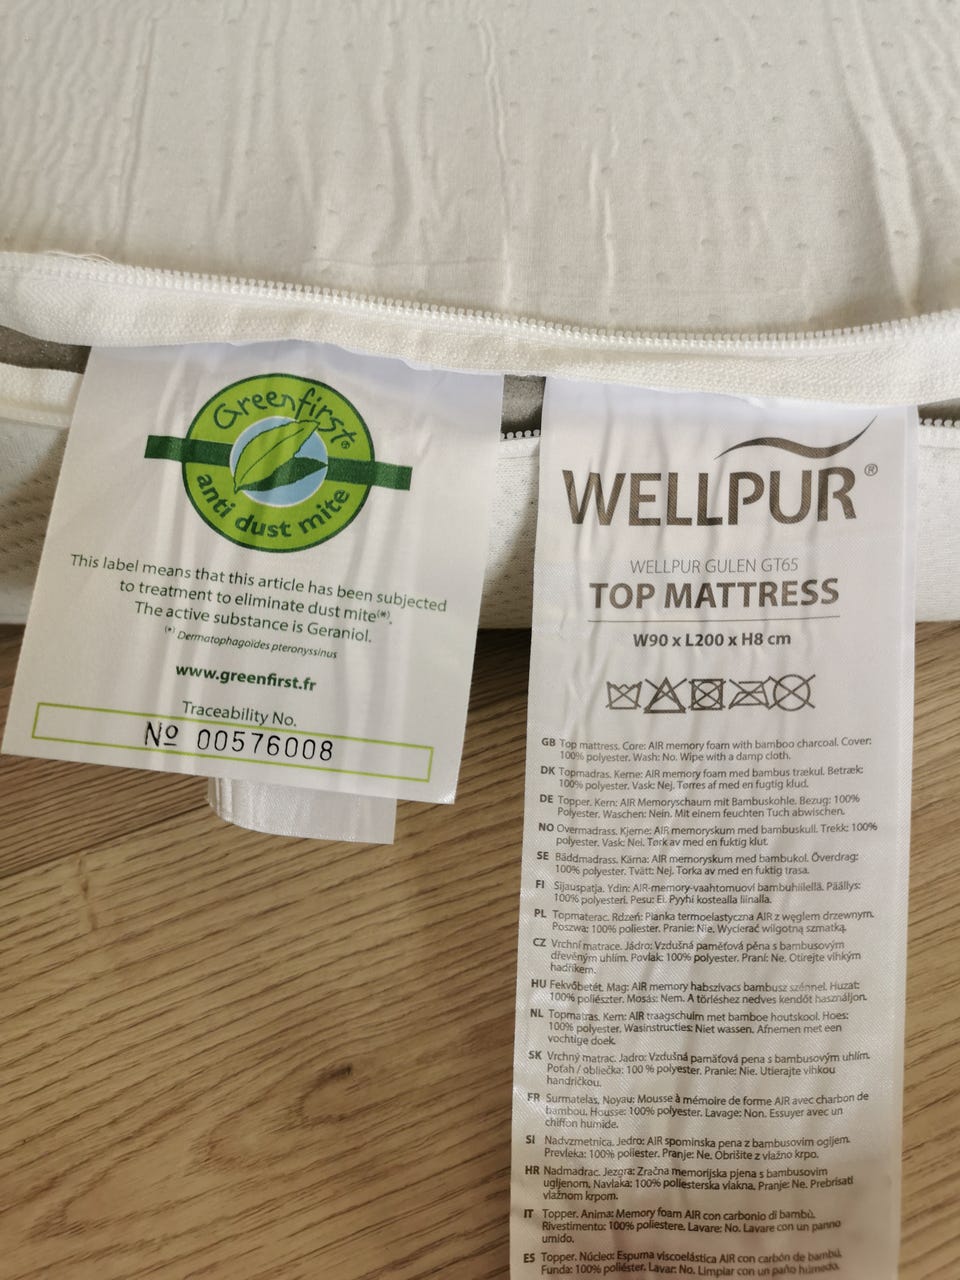 Greenfirst®
anti dust mite
This label means that this article has been subjected
to treatment to eliminate dust mite(*).
The active substance is Geraniol.
(*) Dermatophagoïdes pteronyssinus
www.greenfirst.fr
Traceability No.
Nº 00576008
WELLPUR®
WELLPUR GULEN GT65
TOP MATTRESS
W90 x L200 x H8 cm
GB Top mattress. Core: AIR memory foam with bamboo charcoal. Cover:
100% polyester. Wash: No. Wipe with a damp cloth.
DK Topmadras. Kerne: AIR memory foam med bambus trækul. Betræk:
100% polyester. Vask: Nej. Tørres af med en fugtig klud.
DE Topper. Kern: AIR Memoryschaum mit Bambuskohle. Bezug: 100%
Polyester. Waschen: Nein. Mit einem feuchten Tuch abwischen.
NO Overmadrass. Kjerne: AIR memoryskum med bambuskull. Trekk: 100%
polyester. Vask: Nei. Tørk av med en fuktig klut.
SE Bäddmadrass. Kärna: AIR memoryskum med bambukol. Överdrag:
100% polyester. Tvätt: Nej. Torka av med en fuktig trasa.
FI Sijauspatja. Ydin: AIR-memory-vaahtomuovi bambuhiilellä. Päällys:
100% polyesteri. Pesu: Ei. Pyyhi kostealla liinalla.
PL Topmaterac. Rdzeń: Pianka termoelastyczna AIR z węglem drzewnym.
Poszwa: 100% poliester. Pranie: Nie. Wycierać wilgotną szmatką.
CZ Vrchní matrace. Jádro: Vzdušná paměťová pěna s bambusovým
dřevěným uhlím. Povlak: 100% polyester. Praní: Ne. Otírejte vlhkým
hadříkem.
HU Fekvőbetét. Mag: AIR memory habszivacs bambusz szénnel. Huzat:
100% poliészter. Mosás: Nem. A törléshez nedves kendőt használjon.
NL Topmatras. Kern: AIR traagschuim met bamboe houtskool. Hoes:
100% polyester. Wasinstructies: Niet wassen. Afnemen met een
vochtige doek.
SK Vrchný matrac. Jadro: Vzdušná pamäťová pena s bambusovým uhlím.
Poťah / obliečka: 100 % polyester. Pranie: Nie. Utierajte vlhkou
handričkou.
FR Surmatelas, Noyau: Mousse à mémoire de forme AIR avec charbon de
bambou. Housse: 100% polyester. Lavage: Non. Essuyer avec un
chiffon humide.
SI Nadvzmetnica. Jedro: AIR spominska pena z bambusovim ogljem.
Prevleka: 100% poliester. Pranje: Ne. Obrišite z vlažno krpo.
HR Nadmadrac. Jezgra: Zračna memorijska pjena s bambusovim
ugljenom. Navlaka: 100% poliesterska vlakna. Pranje: Ne. Prebrisati
vlažnom krpom.
IT Topper. Anima: Memory foam AIR con carbonio di bambù.
Rivestimento: 100% poliestere. Lavare: No. Lavare con un panno
umido.
ES Topper. Núcleo: Espuma viscoelástica AIR con carbón de bambú.
Funda: 100% poliéster. Lavar: No. Limpiar con un paño húmedo.